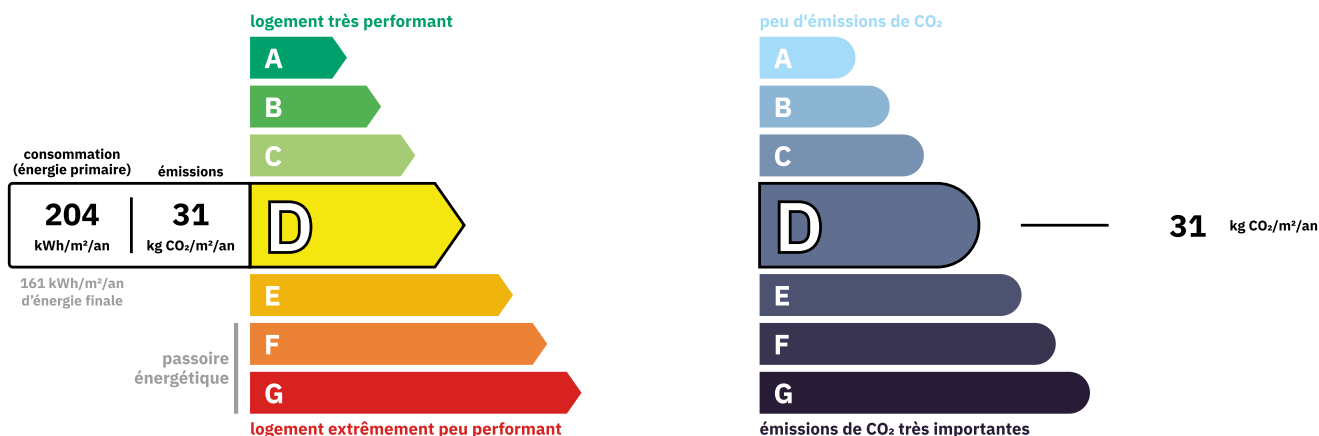 logement très performant
A
B
C
consommation
(énergie primaire)
émissions
204
kWh/m²/an
31
kg CO₂/m²/an
D
161 kWh/m²/an
d'énergie finale
E
passoire
énergétique
F
G
logement extrêmement peu performant
peu d'émissions de CO₂
A
B
C
D
31 kg CO₂/m²/an
E
F
G
émissions de CO₂ très importantes